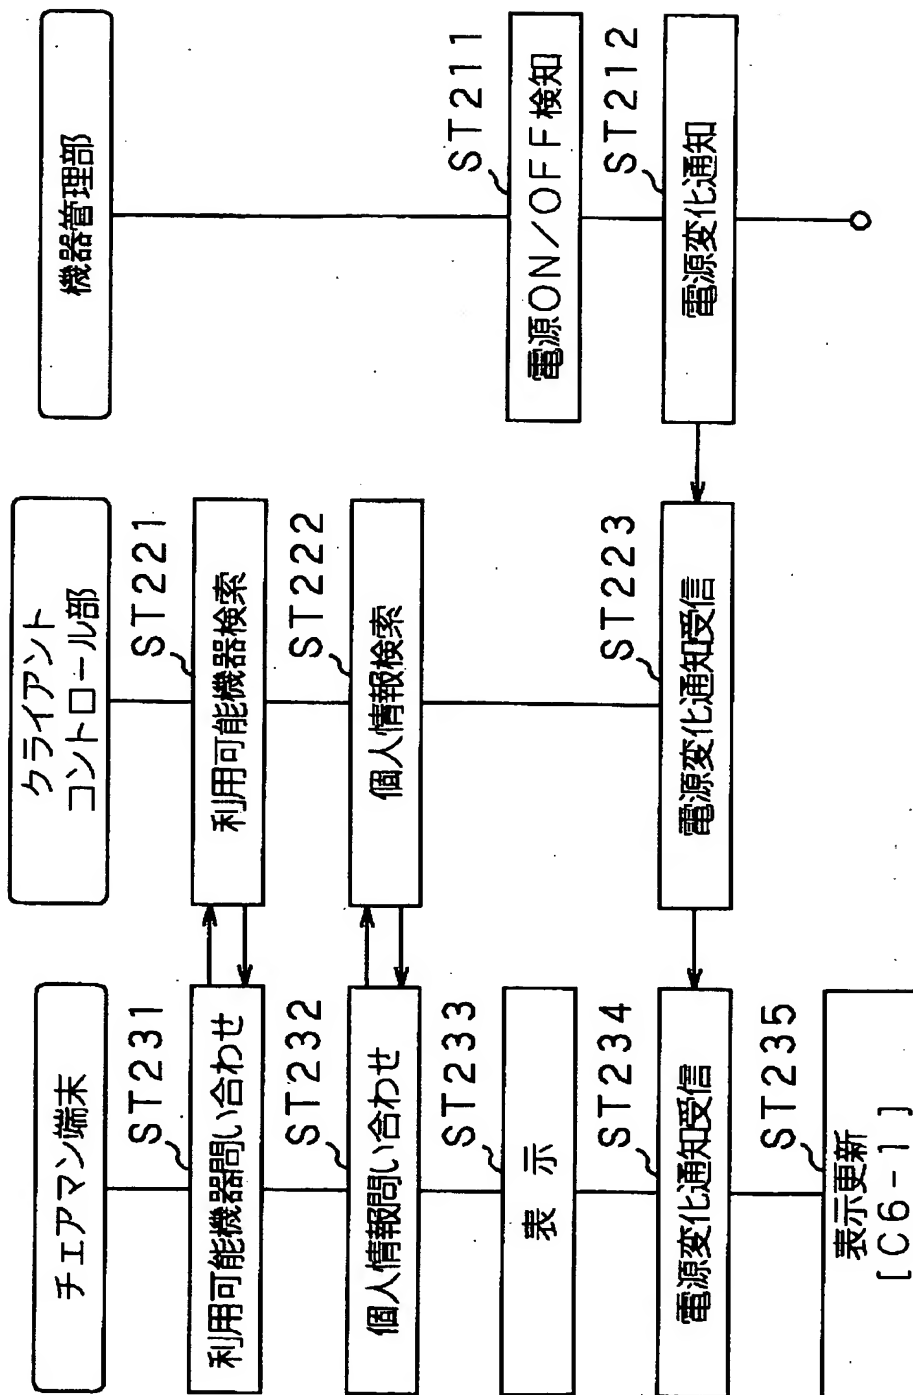 チェアマン端末
ST231
利用可能機器問い合わせ
ST232
個人情報問い合わせ
ST233
表 示
ST234
電源変化通知受信
ST235
表示更新
[C6-1]
クライアント
コントロール部
ST221
利用可能機器検索
ST222
個人情報検索
ST223
電源変化通知受信
機器管理部
ST211
電源ON/OFF検知
ST212
電源変化通知